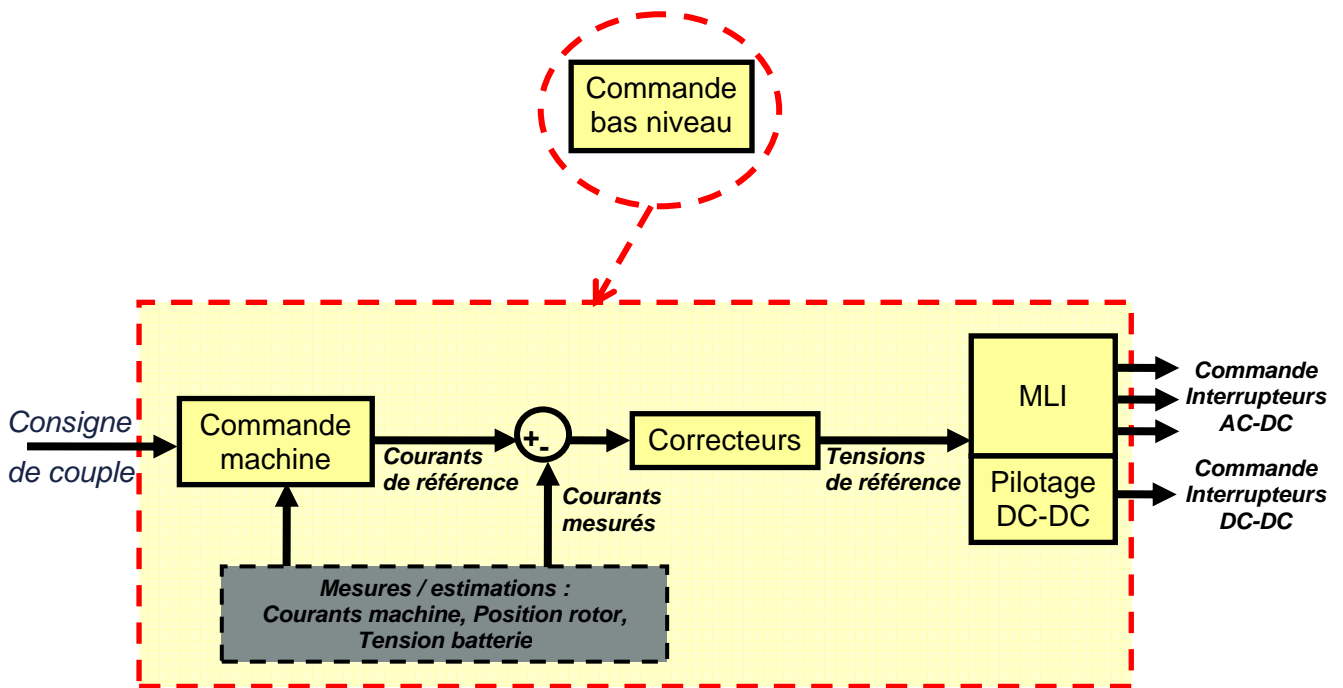 Commande
bas niveau
Consigne
de couple
Commande
machine
Courants
de référence
+
-
Courants
mesurés
Correcteurs
Tensions
de référence
MLI
Pilotage
DC-DC
Commande
Interrupteurs
AC-DC
Commande
Interrupteurs
DC-DC
Mesures / estimations :
Courants machine, Position rotor,
Tension batterie